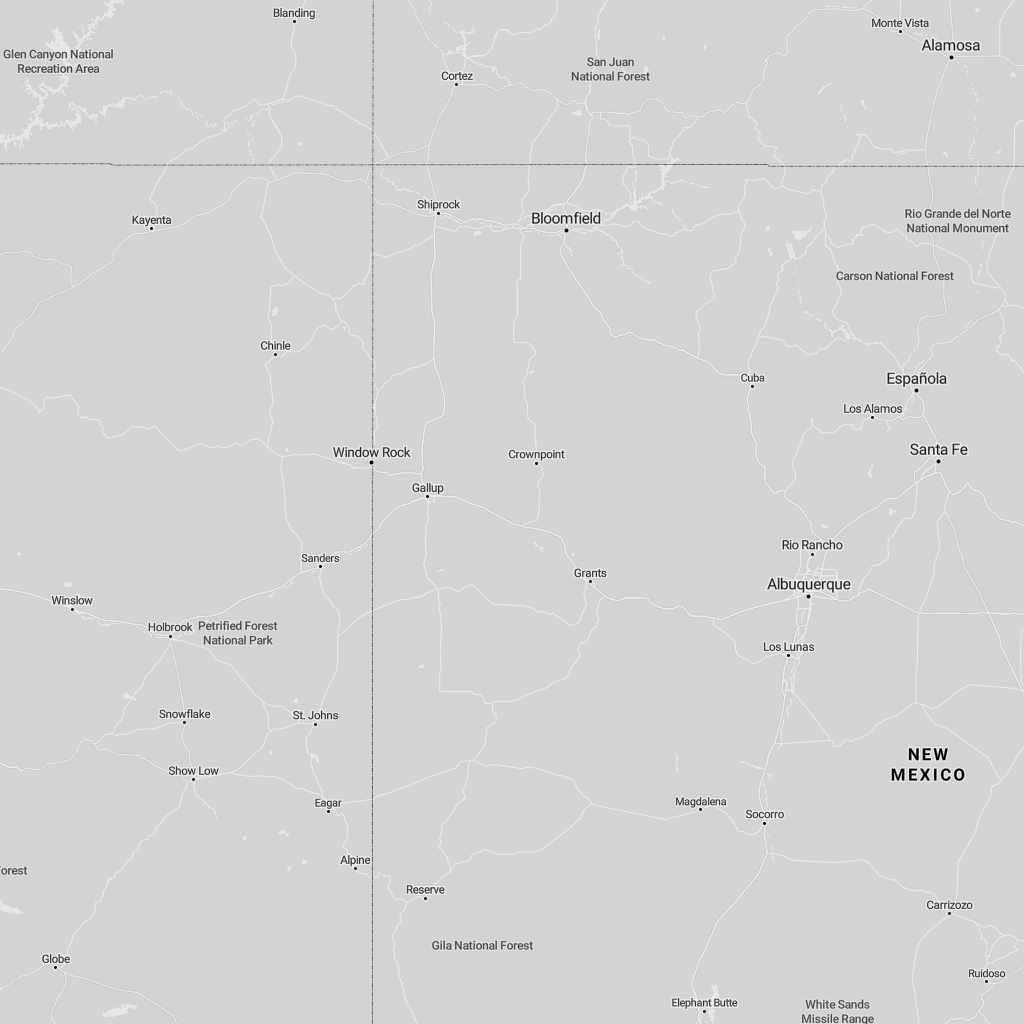 Blanding
Monte Vista
Alamosa
Glen Canyon National
Recreation Area
San Juan
National Forest
Cortez
Shiprock
Bloomfield
Kayenta
Rio Grande del Norte
National Monument
Carson National Forest
Chinle
Cuba
Española
Los Alamos
Window Rock
Crownpoint
Santa Fe
Gallup
Rio Rancho
Sanders
Grants
Albuquerque
Winslow
Holbrook
Petrified Forest
National Park
Los Lunas
Snowflake
St. Johns
NEW
MEXICO
Show Low
Eagar
Magdalena
Socorro
Alpine
orest
Reserve
Carrizozo
Gila National Forest
Globe
Ruidoso
Elephant Butte
White Sands
Missile Range